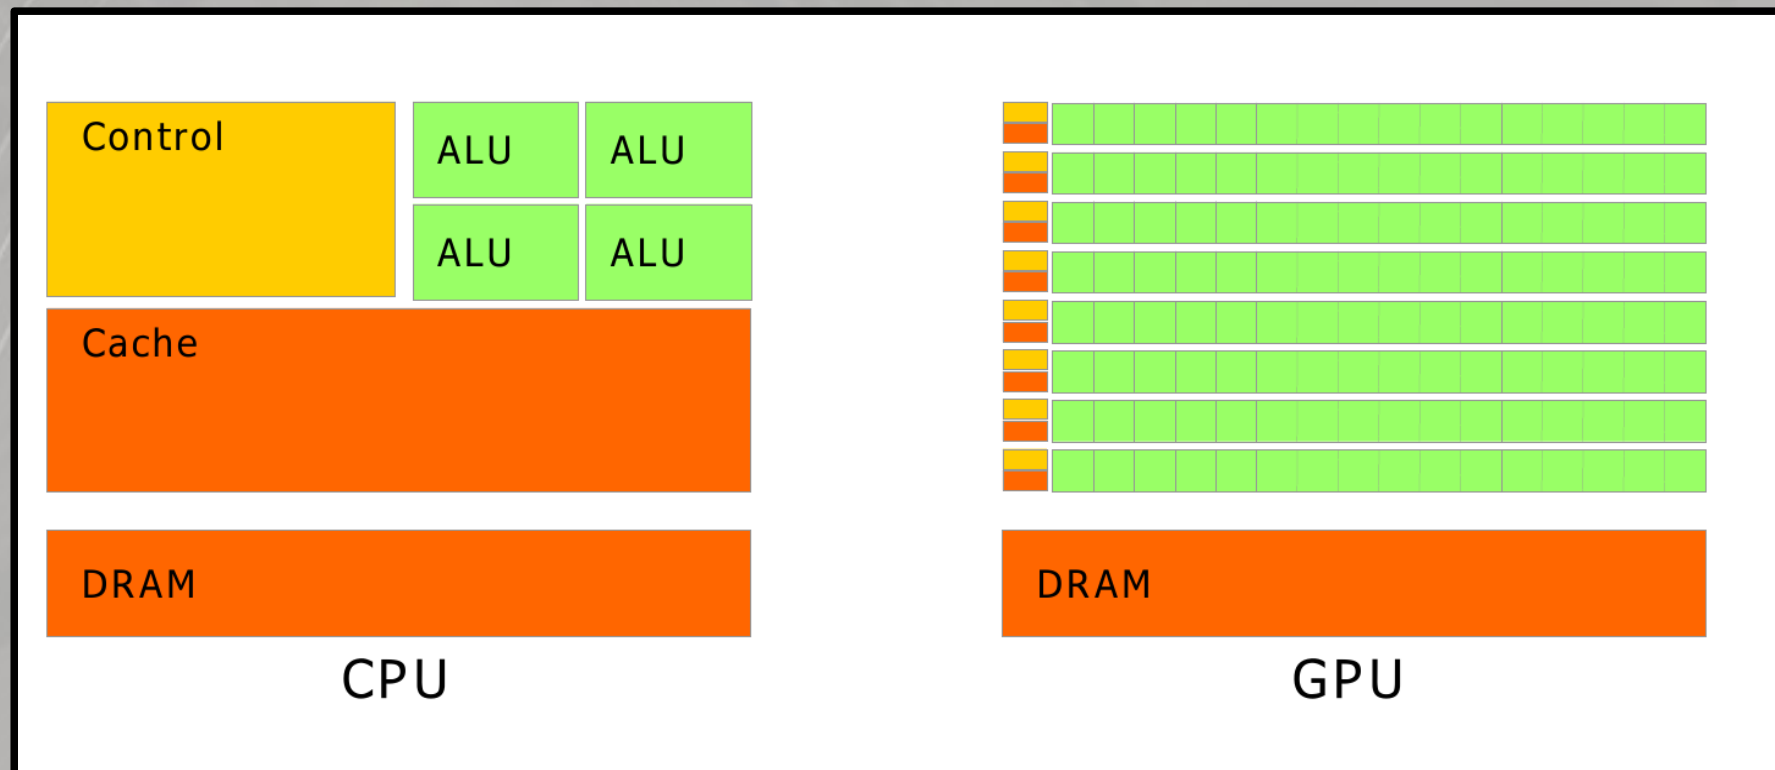 Control
ALU ALU
ALU ALU
Cache
DRAM
CPU
DRAM
GPU